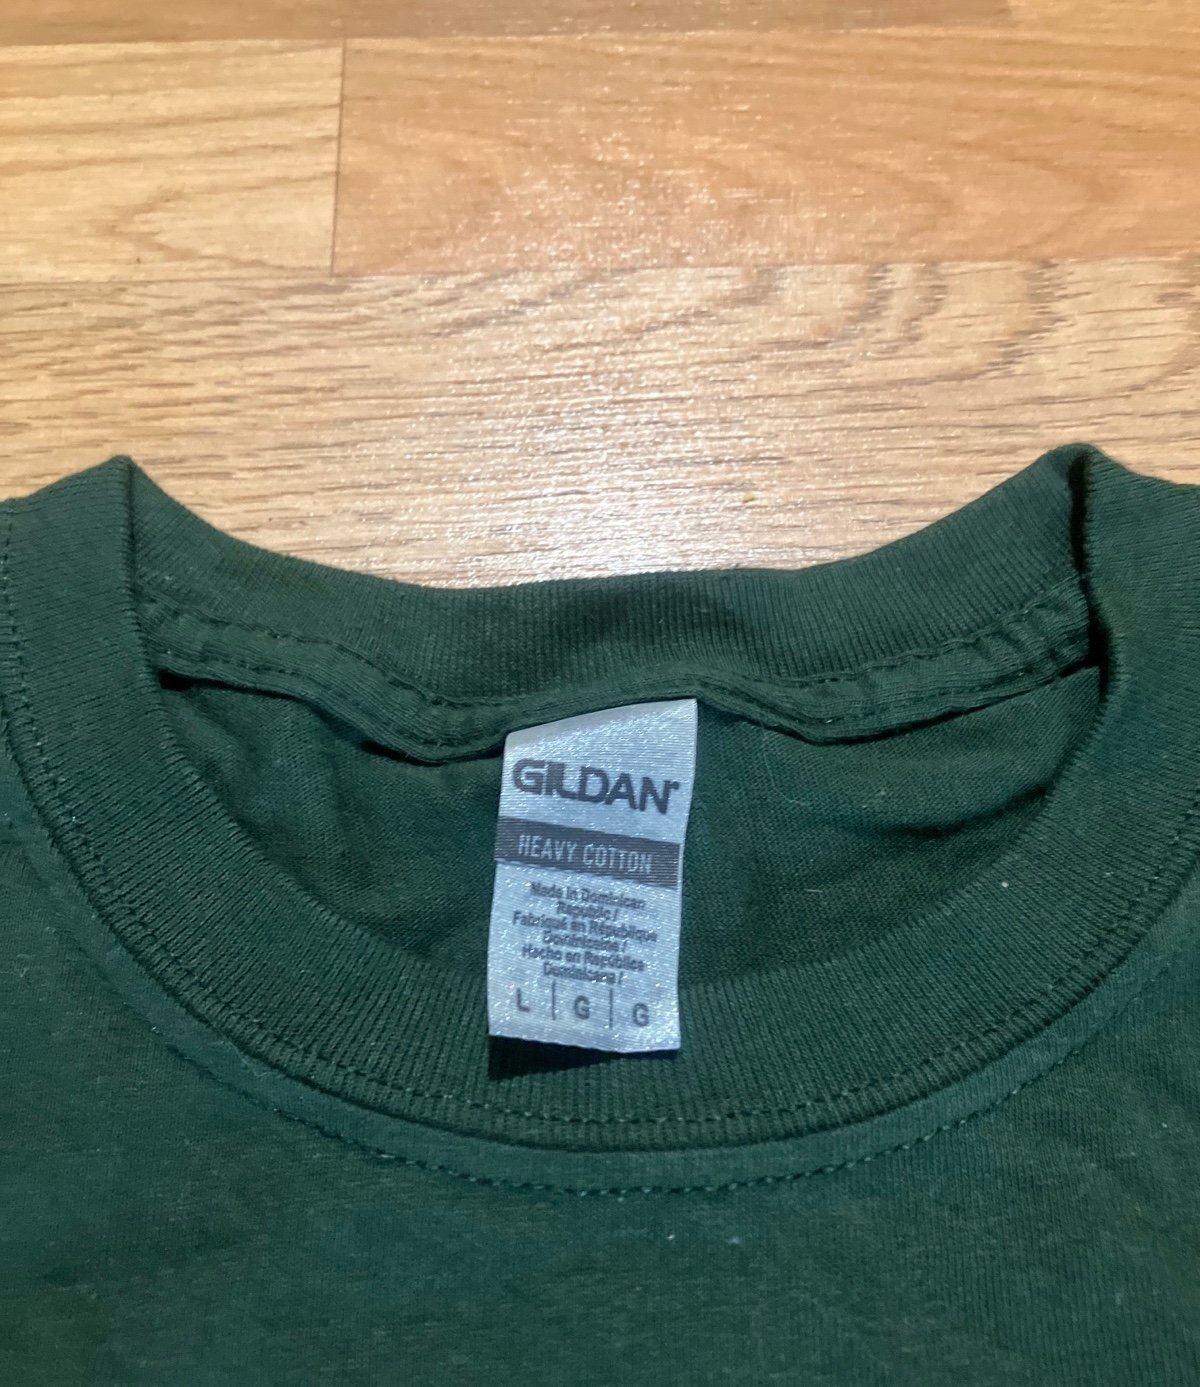 GILDAN
HEAVY COTTON
Made in Dominican
Republic /
Fabriqué en République
Dominicaine /
Hecho en República
Dominicana /
L | G | G